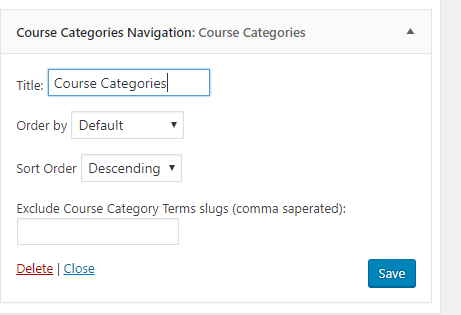 Course Categories Navigation: Course Categories
Title: Course Categories
Order by Default
Sort Order Descending
Exclude Course Category Terms slugs (comma saperated):
Delete | Close
Save